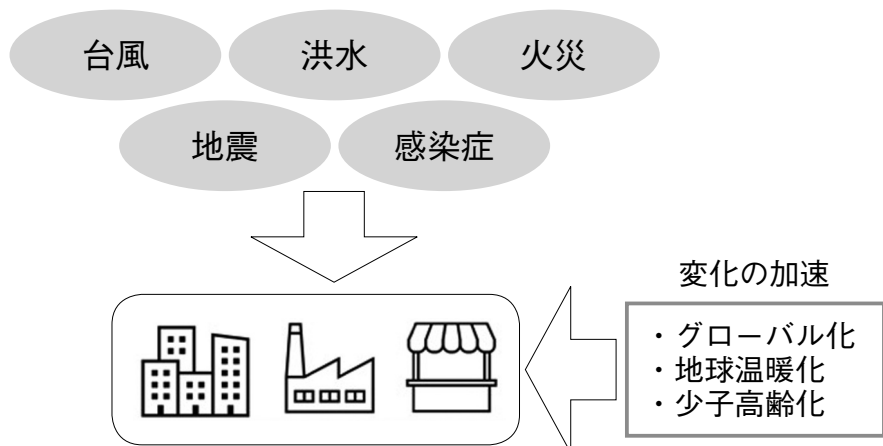 台風
洪水
火災
地震
感染症
変化の加速
・グローバル化
・地球温暖化
・少子高齢化